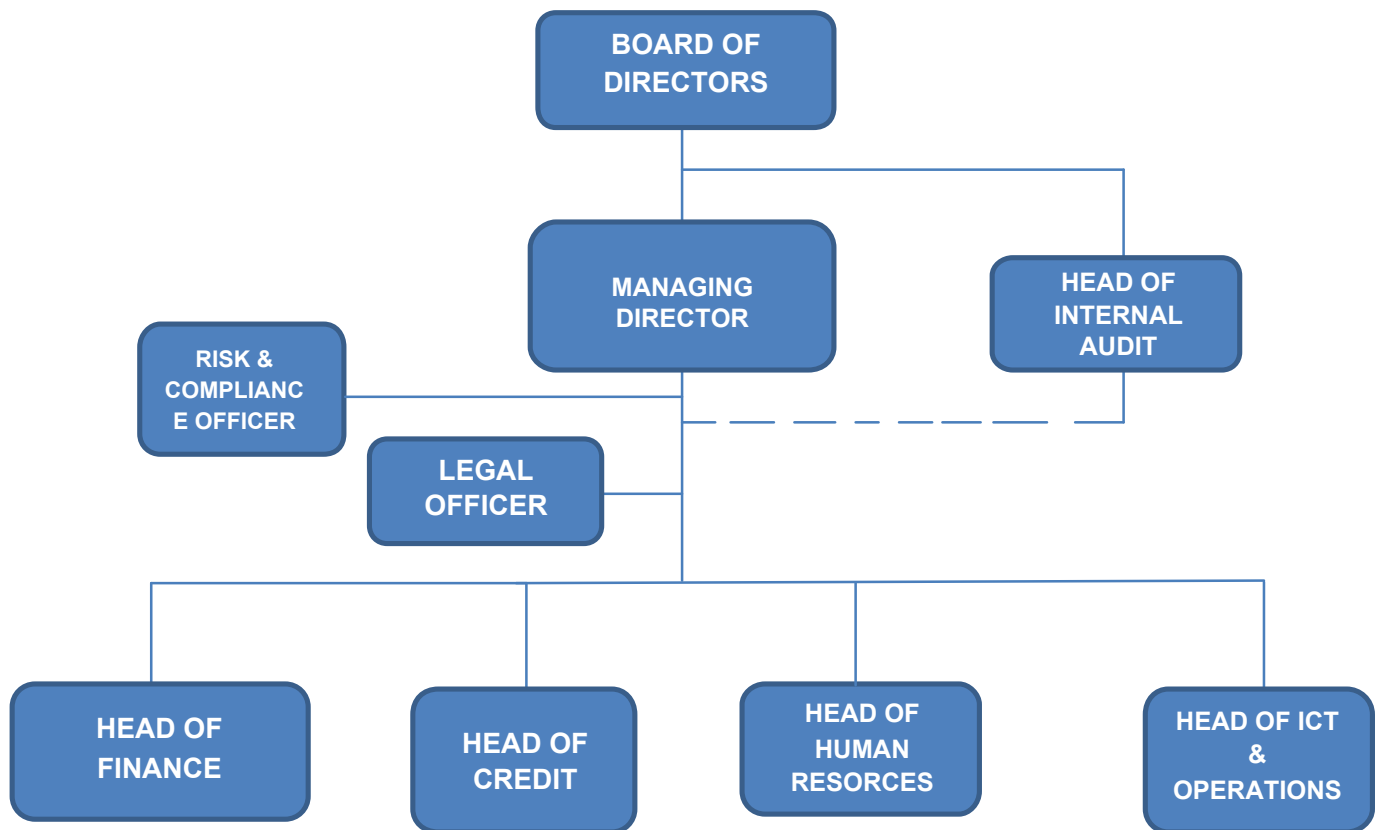 BOARD OF
DIRECTORS
MANAGING
DIRECTOR
HEAD OF
INTERNAL
AUDIT
RISK &
COMPLIANC
E OFFICER
LEGAL
OFFICER
HEAD OF
FINANCE
HEAD OF
CREDIT
HEAD OF
HUMAN
RESORCES
HEAD OF ICT
&
OPERATIONS